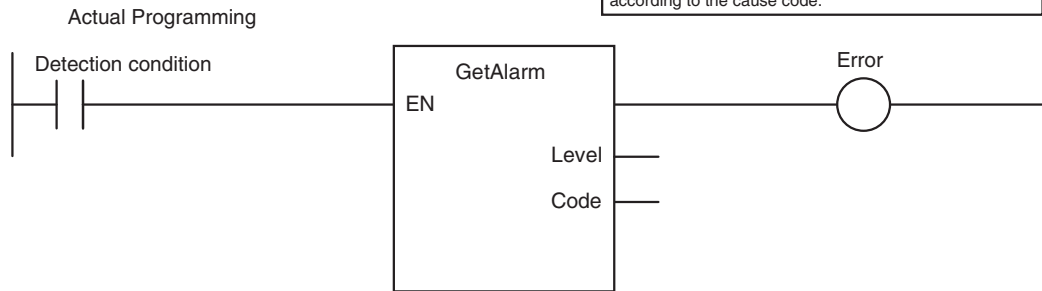 according to the cause code.
Actual Programming
Detection condition
GetAlarm
Error
EN
Level
Code